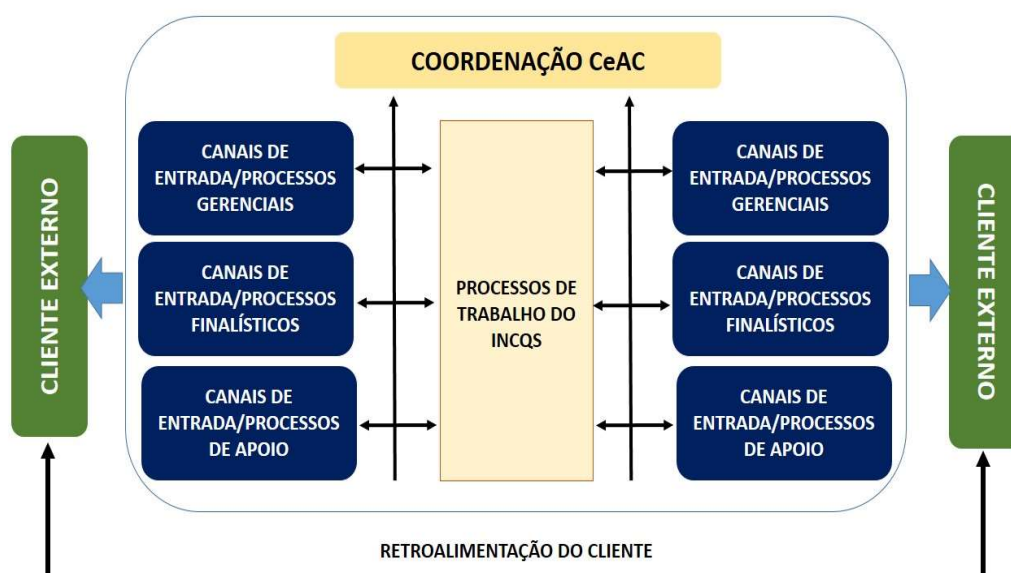 COORDENAÇÃO CeAC
CLIENTE EXTERNO
CANAIS DE
ENTRADA/PROCESSOS
GERENCIAIS
CANAIS DE
ENTRADA/PROCESSOS
FINALÍSTICOS
CANAIS DE
ENTRADA/PROCESSOS
DE APOIO
PROCESSOS DE
TRABALHO DO
INCQS
CANAIS DE
ENTRADA/PROCESSOS
GERENCIAIS
CANAIS DE
ENTRADA/PROCESSOS
FINALÍSTICOS
CANAIS DE
ENTRADA/PROCESSOS
DE APOIO
CLIENTE EXTERNO
RETROALIMENTAÇÃO DO CLIENTE